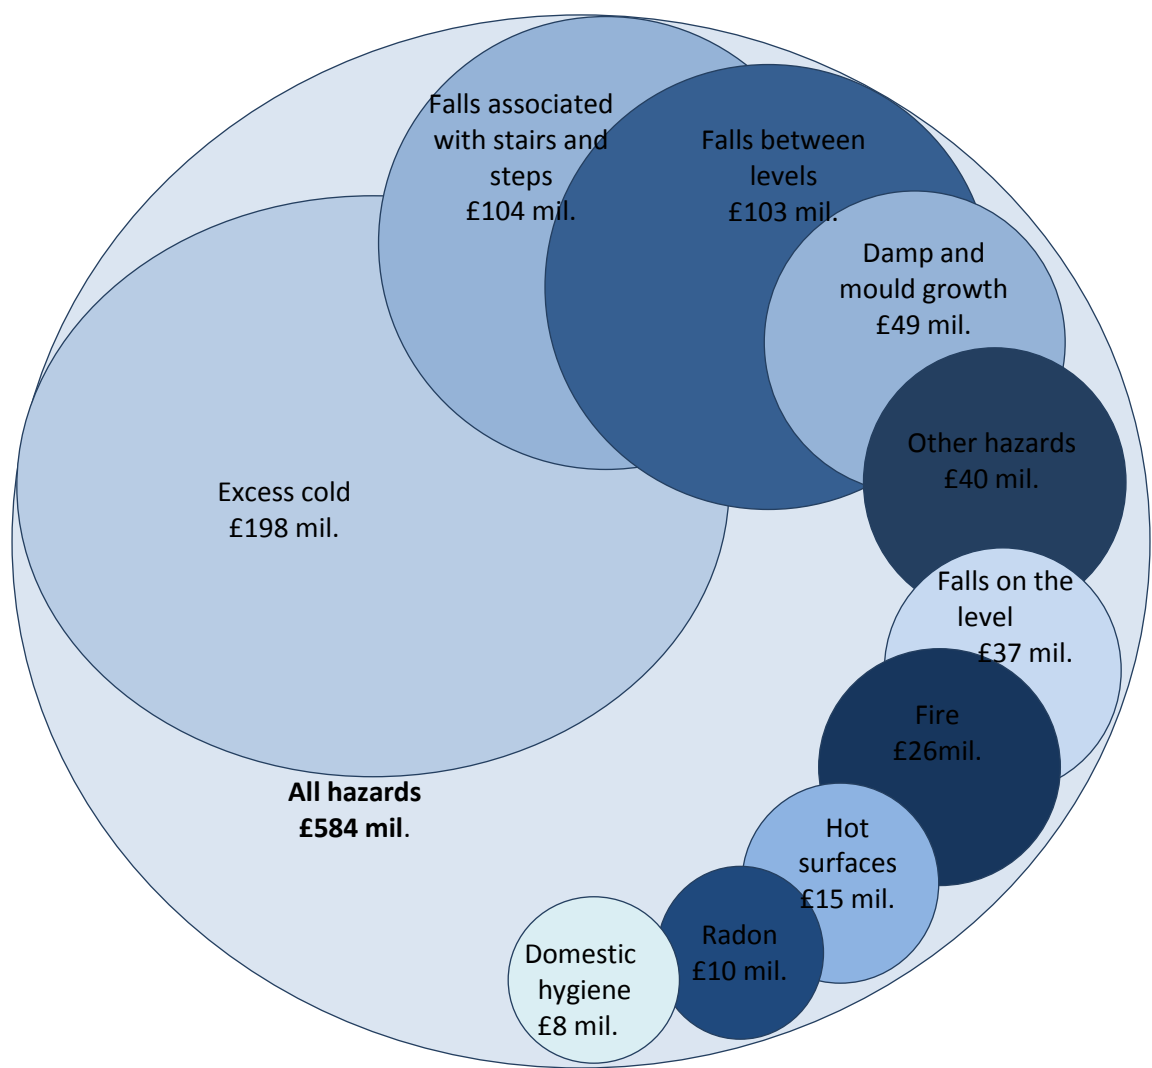 Falls associated
with stairs and
steps
£104 mil.
Falls between
levels
£103 mil.
Damp and
mould growth
£49 mil.
Other hazards
£40 mil.
Excess cold
£198 mil.
Falls on the
level
£37 mil.
Fire
£26mil.
All hazards
£584 mil.
Hot
surfaces
£15 mil.
Radon
£10 mil.
Domestic
hygiene
£8 mil.